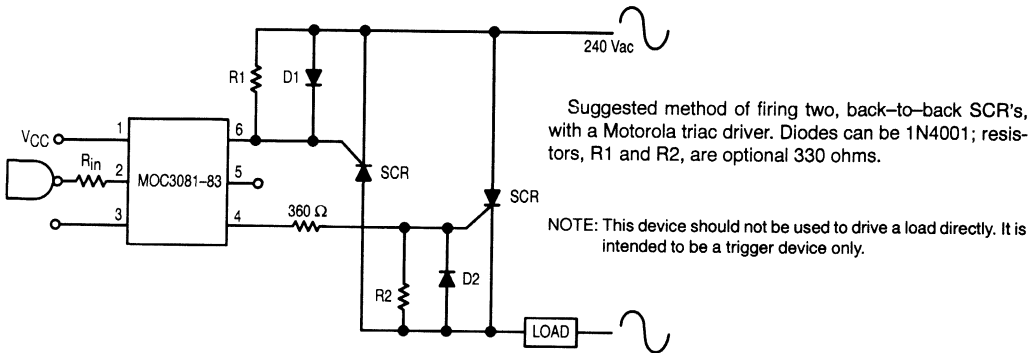 240 Vac
R1
D1
VCC
1
6
Rin
2
MOC3081–83
5
3
4
SCR
SCR
360 Ω
R2
D2
LOAD
Suggested method of firing two, back–to–back SCR's,
with a Motorola triac driver. Diodes can be 1N4001; resis-
tors, R1 and R2, are optional 330 ohms.
NOTE: This device should not be used to drive a load directly. It is
intended to be a trigger device only.